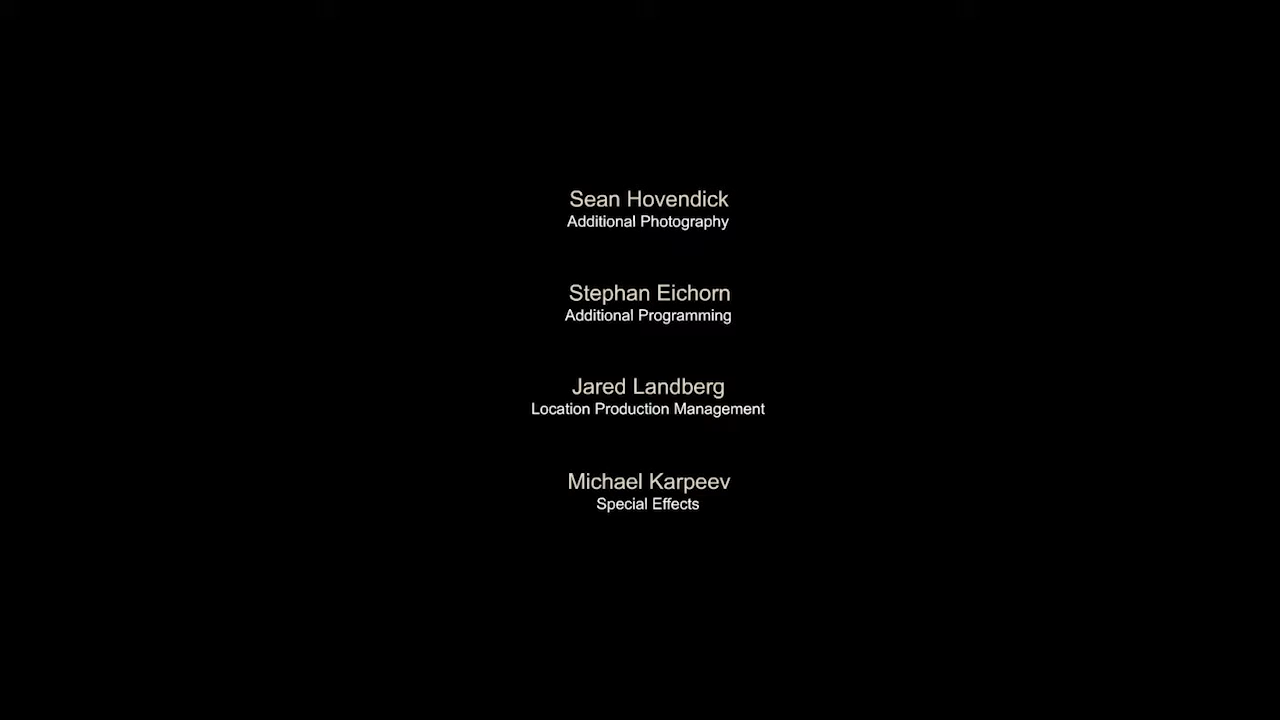 Sean Hovendick
Additional Photography
Stephan Eichorn
Additional Programming
Jared Landberg
Location Production Management
Michael Karpeev
Special Effects